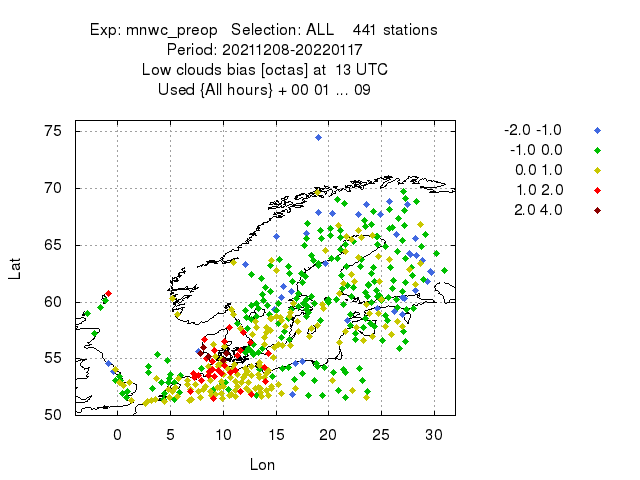 Exp: mnwc_preop   Selection: ALL    441 stations
Period: 20211208-20220117
Low clouds bias [octas] at  13 UTC
Used {All hours} + 00 01 ... 09
-2.0 -1.0
-1.0 0.0
0.0 1.0
1.0 2.0
2.0 4.0
Lat
75
70
65
60
55
50
0 5 10 15 20 25 30
Lon